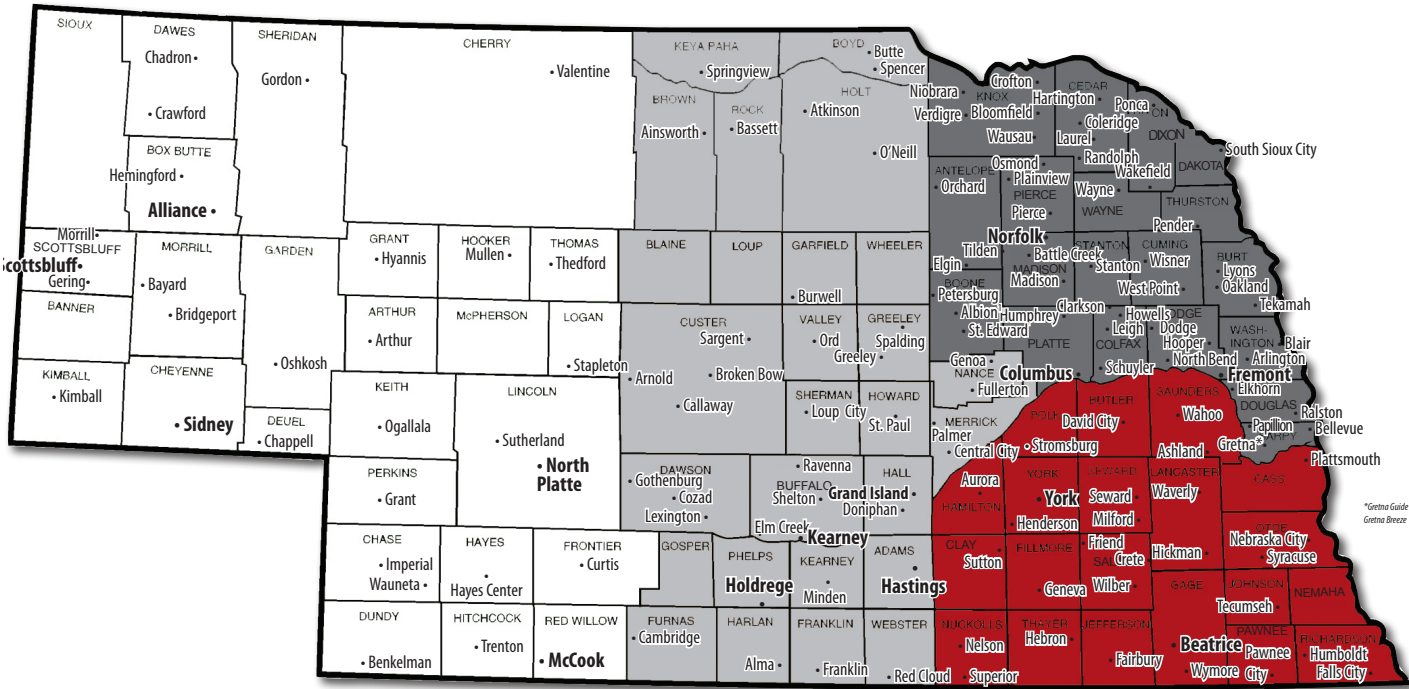 SIOUX
DAWES
Chadron
Crawford
SHERIDAN
Gordon
CHERRY
Valentine
KEYA PAHA
Springview
BOYD
Butte
Spencer
BROWN
Ainsworth
ROCK
Bassett
HOLT
Atkinson
O'Neill
Niobrara
KNOX
Verdigre
Bloomfield
Crofton
Wausau
CEDAR
Hartington
Coleridge
Laurel
Randolph
Ponca
DIXON
Wakefield
DAKOTA
South Sioux City
BOX BUTTE
Hemingford
Alliance
ANTELOPE
Orchard
Osmond
Plainview
PIERCE
Pierce
Wayne
WAYNE
THURSTON
Pender
Morrill
SCOTTSBLUFF
Scottsbluff
Gering
MORRILL
Bayard
Bridgeport
GARDEN
Oshkosh
GRANT
Hyannis
HOOKER
Mullen
THOMAS
Thedford
BLAINE
LOUP
GARFIELD
Burwell
WHEELER
Norfolk
Tilden
Elgin
Battle Creek
MADISON
Madison
STANTON
Stanton
CUMING
Wisner
West Point
BURT
Lyons
Oakland
Tekamah
BANNER
ARTHUR
Arthur
McPHERSON
LOGAN
Stapleton
CUSTER
Sargent
Arnold
Broken Bow
Callaway
VALLEY
Ord
GREELEY
Spalding
Greeley
BOONE
Petersburg
Albion
St. Edward
Humphrey
PLATTE
Clarkson
Howells
Leigh
COLFAX
Schuyler
DODGE
Dodge
Hooper
North Bend
WASH-
INGTON
Blair
Arlington
Fremont
KIMBALL
Kimball
CHEYENNE
Sidney
DEUEL
Chappell
KEITH
Ogallala
LINCOLN
Sutherland
North
Platte
SHERMAN
Loup City
HOWARD
St. Paul
Genoa
NANCE
Fullerton
Columbus
MERRICK
Palmer
Central City
POLK
Stromsburg
BUTLER
David City
SAUNDERS
Wahoo
Ashland
Elkhorn
DOUGLAS
Ralston
Papillion
Bellevue
Gretna*
SARPY
Plattsmouth
PERKINS
Grant
DAWSON
Gothenburg
Cozad
Lexington
Ravenna
BUFFALO
Shelton
Elm Creek
Kearney
HALL
Grand Island
Doniphan
Aurora
HAMILTON
YORK
York
Henderson
SEWARD
Seward
Milford
LANCASTER
Waverly
Hickman
CASS
OTOE
Nebraska City
Syracuse
*Gretna Guide
Gretna Breeze
CHASE
Imperial
Wauneta
HAYES
Hayes Center
FRONTIER
Curtis
GOSPER
PHELPS
Holdrege
KEARNEY
Minden
ADAMS
Hastings
CLAY
Sutton
FILLMORE
Geneva
Friend
Crete
SALINE
Wilber
GAGE
Beatrice
Wymore
JOHNSON
Tecumseh
NEMAHA
DUNDY
Benkelman
HITCHCOCK
Trenton
RED WILLOW
McCook
FURNAS
Cambridge
HARLAN
Alma
FRANKLIN
Franklin
WEBSTER
Red Cloud
NUCKOLLS
Nelson
Superior
THAYER
Hebron
JEFFERSON
Fairbury
PAWNEE
Pawnee
City
RICHARDSON
Humboldt
Falls City